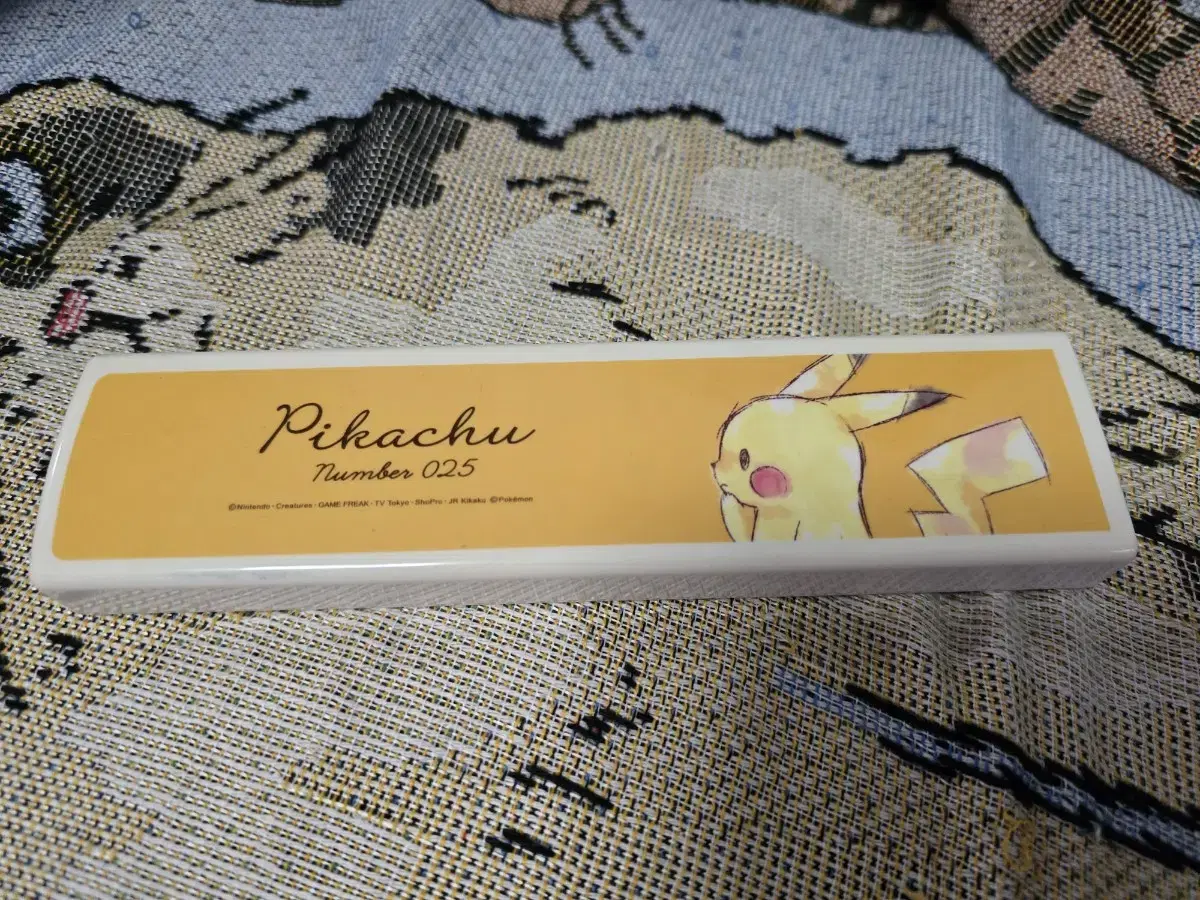 Pikachu
Number 025
©Nintendo · Creatures · GAME FREAK · TV Tokyo · ShoPro · JR Kikaku ©Pokémon